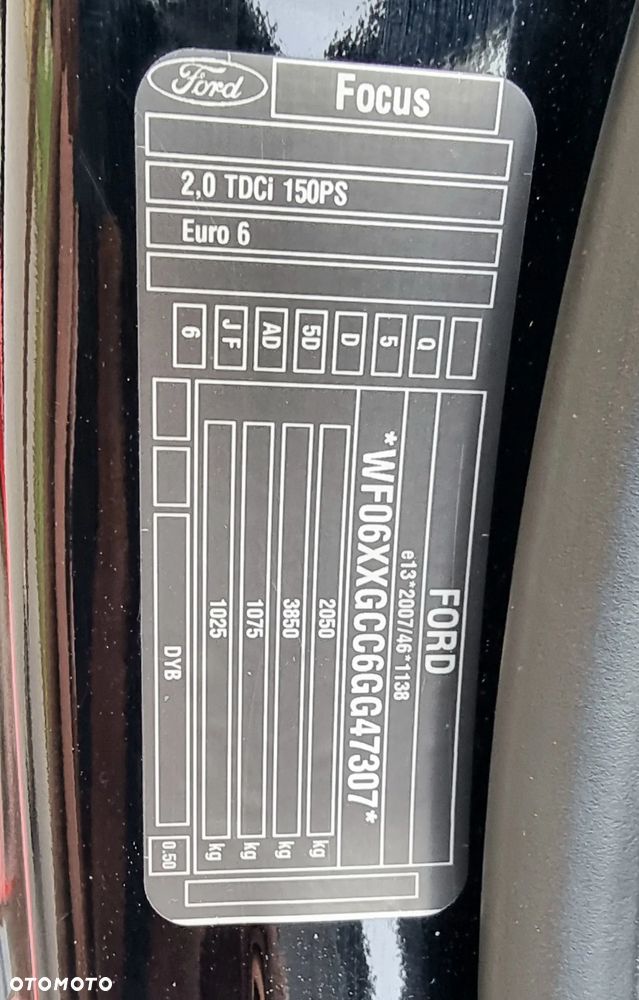 Ford
Focus
2,0 TDCi 150PS
Euro 6
6 JF AD 5D D 5 Q
FORD
e13*2007/46*1138
*WF06XXGCC6GG47307*
2050 kg
3850 kg
1075 kg
1025 kg
DYB 0.50
OTOMOTO